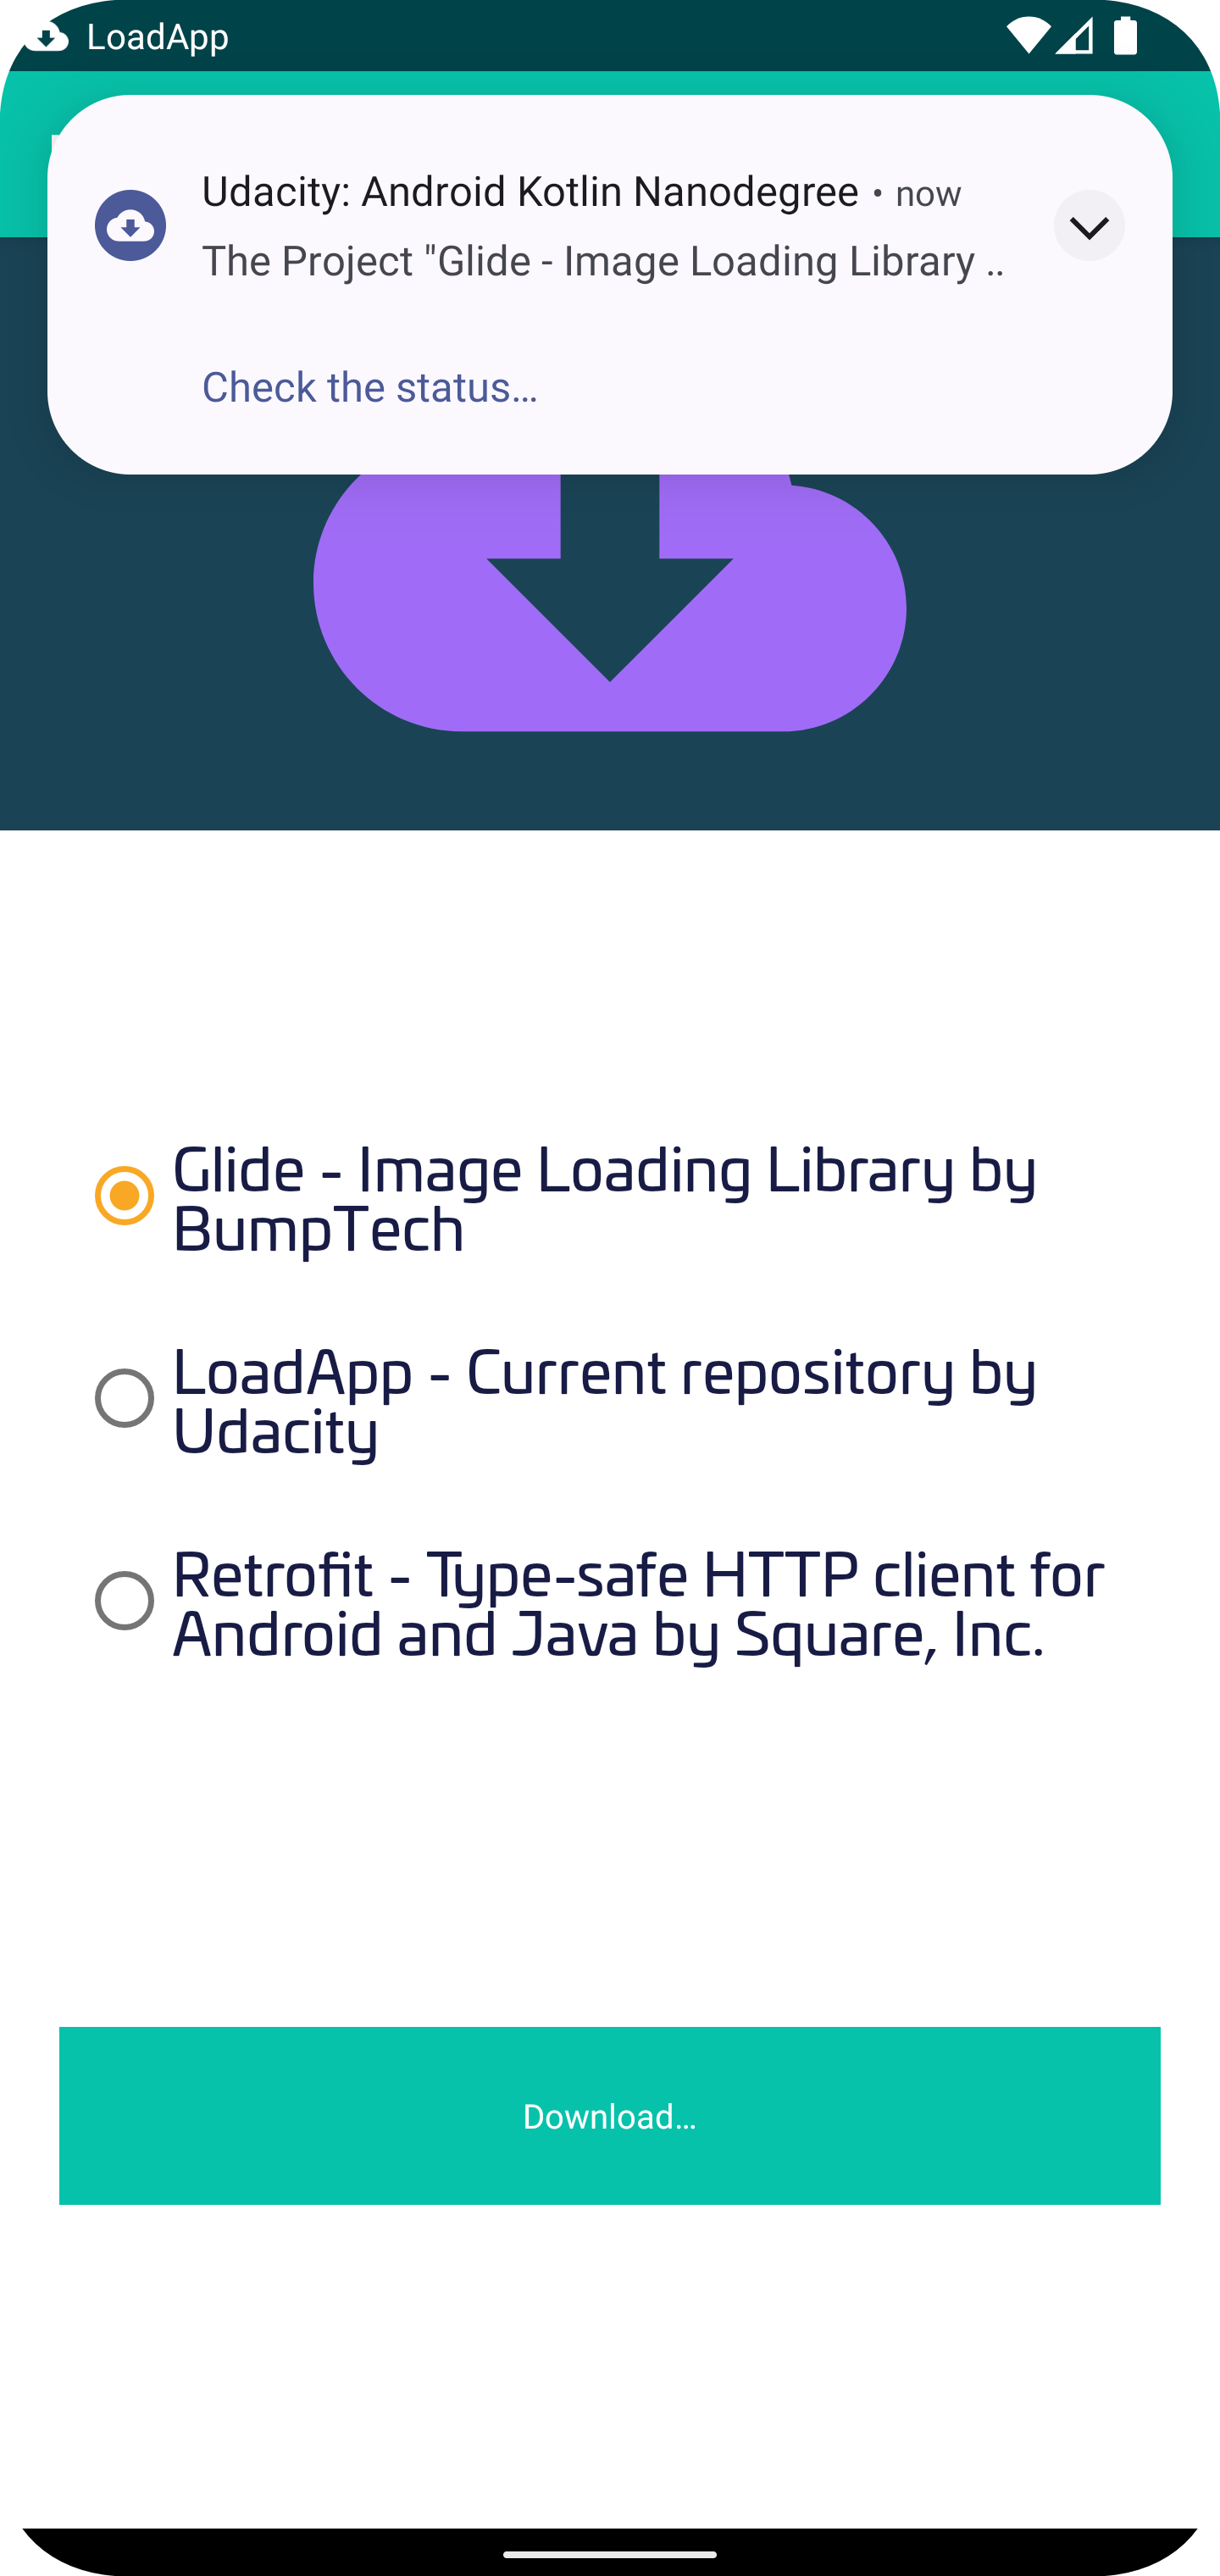 LoadApp
Udacity: Android Kotlin Nanodegree • now
The Project "Glide - Image Loading Library ..
Check the status…
Glide - Image Loading Library by
BumpTech
LoadApp - Current repository by
Udacity
Retrofit - Type-safe HTTP client for
Android and Java by Square, Inc.
Download…